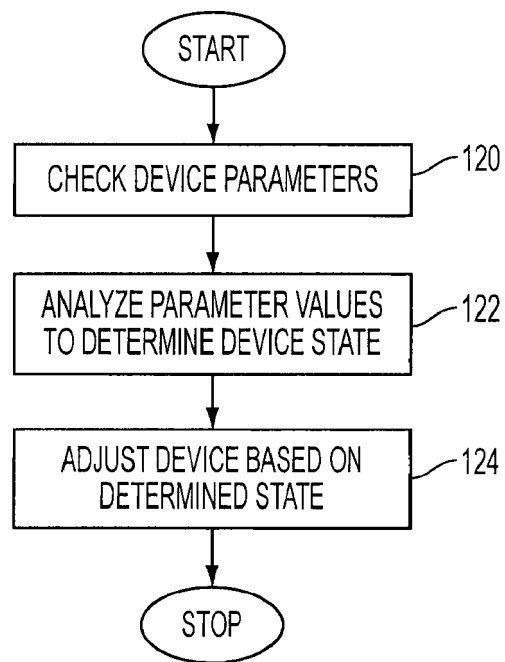 START
CHECK DEVICE PARAMETERS
120
ANALYZE PARAMETER VALUES
TO DETERMINE DEVICE STATE
122
ADJUST DEVICE BASED ON
DETERMINED STATE
124
STOP